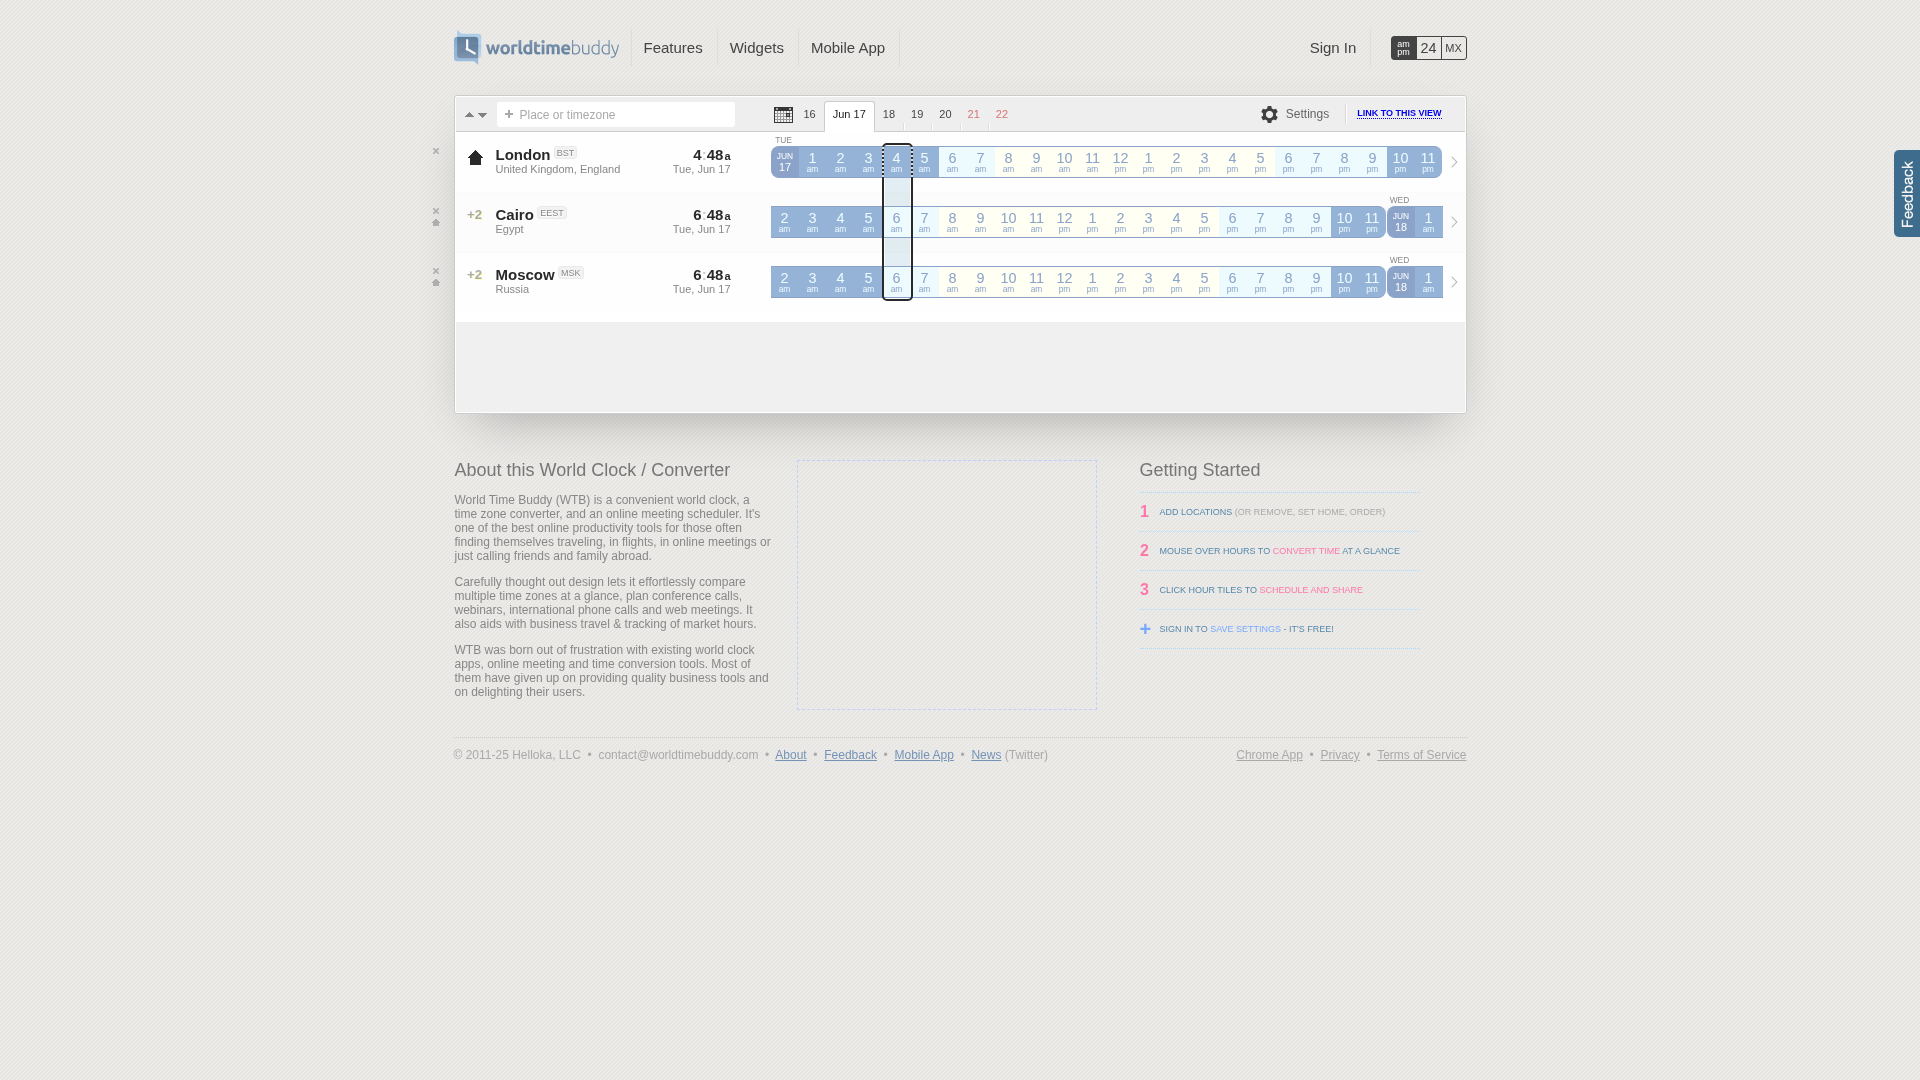 worldtimebuddy Features Widgets Mobile App Sign In am pm 24 MX
+ Place or timezone 16 Jun 17 18 19 20 21 22 Settings LINK TO THIS VIEW
Feedback
TUE
London BST 4:48a JUN 17 1 am 2 am 3 am 4 am 5 am 6 am 7 am 8 am 9 am 10 am 11 am 12 pm 1 pm 2 pm 3 pm 4 pm 5 pm 6 pm 7 pm 8 pm 9 pm 10 pm 11 pm
United Kingdom, England Tue, Jun 17
WED
+2 Cairo EEST 6:48a 2 am 3 am 4 am 5 am 6 am 7 am 8 am 9 am 10 am 11 am 12 pm 1 pm 2 pm 3 pm 4 pm 5 pm 6 pm 7 pm 8 pm 9 pm 10 pm 11 pm JUN 18 1 am
Egypt Tue, Jun 17
WED
+2 Moscow MSK 6:48a 2 am 3 am 4 am 5 am 6 am 7 am 8 am 9 am 10 am 11 am 12 pm 1 pm 2 pm 3 pm 4 pm 5 pm 6 pm 7 pm 8 pm 9 pm 10 pm 11 pm JUN 18 1 am
Russia Tue, Jun 17
About this World Clock / Converter
World Time Buddy (WTB) is a convenient world clock, a
time zone converter, and an online meeting scheduler. It's
one of the best online productivity tools for those often
finding themselves traveling, in flights, in online meetings or
just calling friends and family abroad.
Carefully thought out design lets it effortlessly compare
multiple time zones at a glance, plan conference calls,
webinars, international phone calls and web meetings. It
also aids with business travel & tracking of market hours.
WTB was born out of frustration with existing world clock
apps, online meeting and time conversion tools. Most of
them have given up on providing quality business tools and
on delighting their users.
Getting Started
1 ADD LOCATIONS (OR REMOVE, SET HOME, ORDER)
2 MOUSE OVER HOURS TO CONVERT TIME AT A GLANCE
3 CLICK HOUR TILES TO SCHEDULE AND SHARE
+ SIGN IN TO SAVE SETTINGS - IT'S FREE!
© 2011-25 Helloka, LLC • contact@worldtimebuddy.com • About • Feedback • Mobile App • News (Twitter) Chrome App • Privacy • Terms of Service